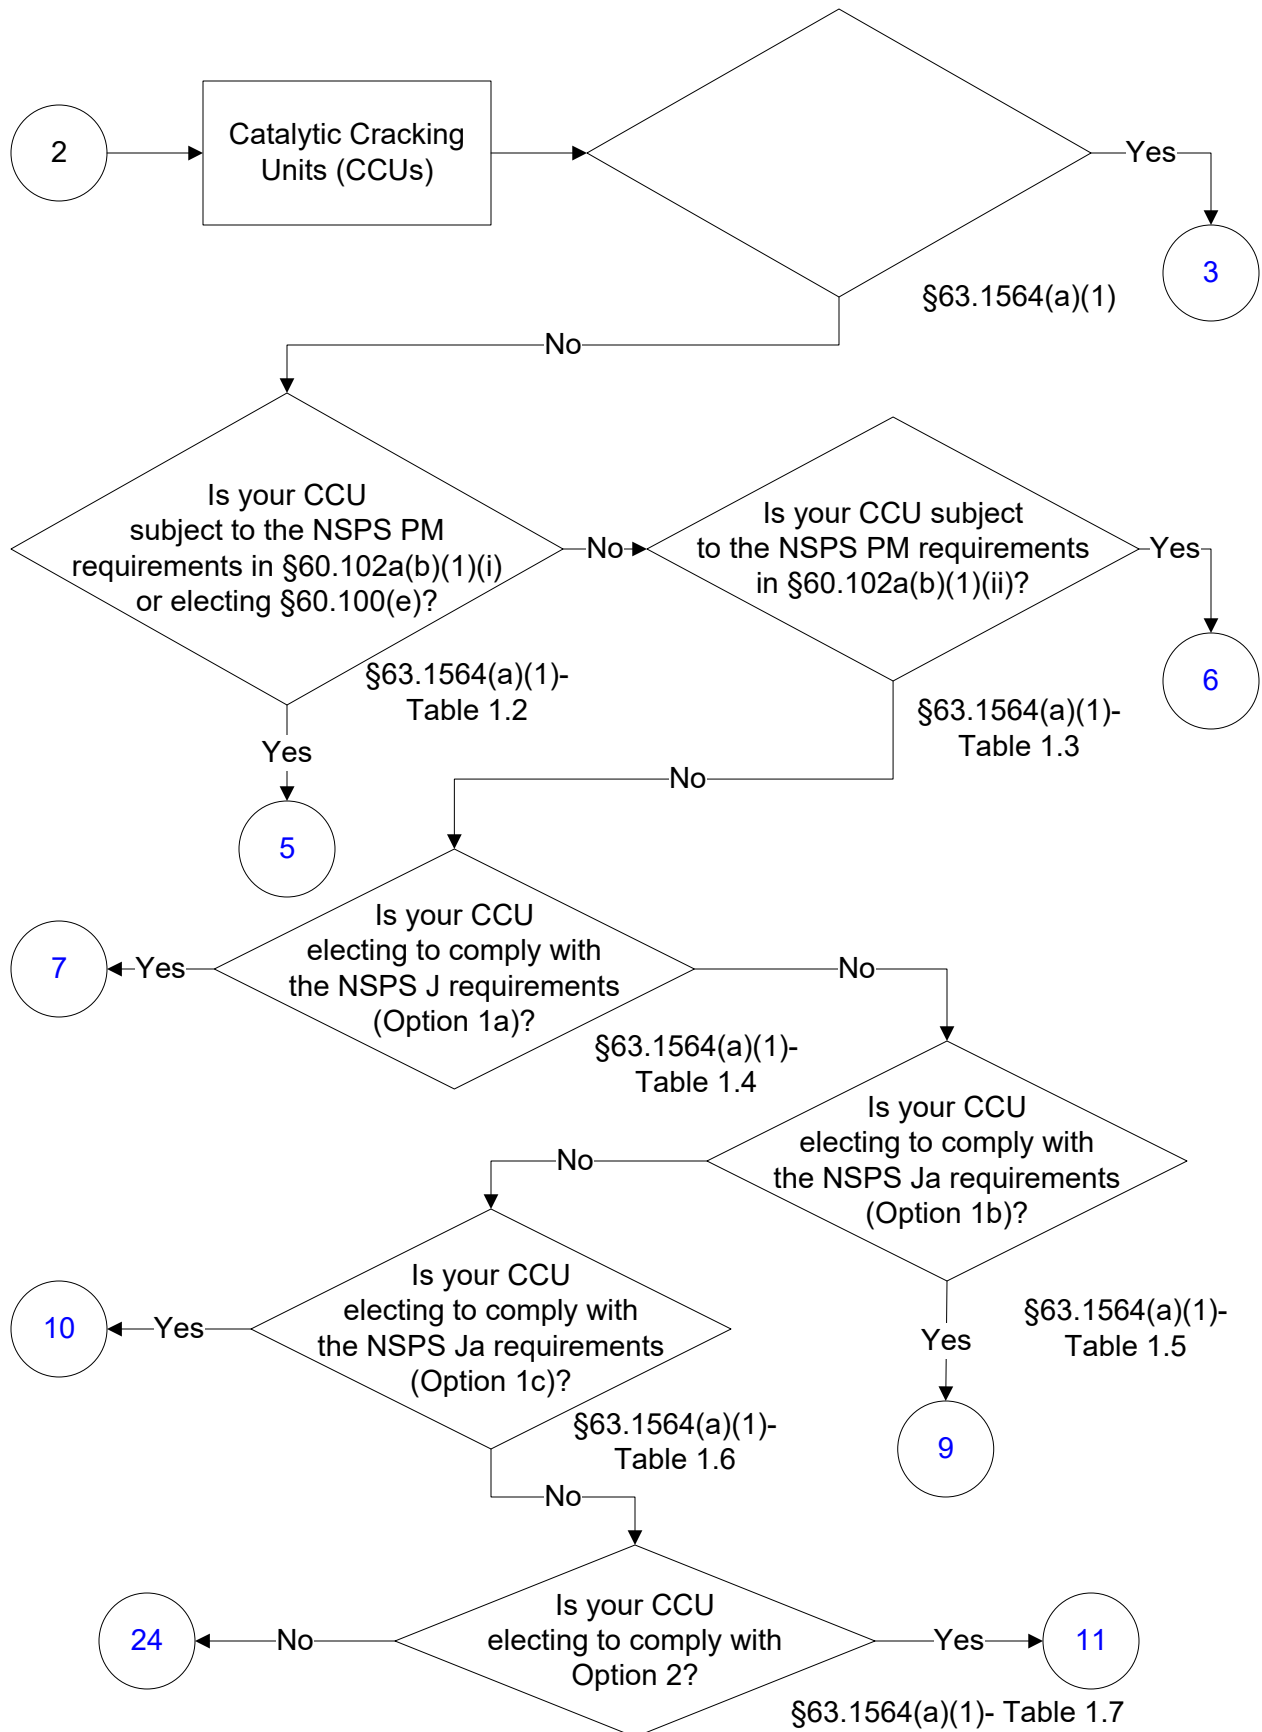 2
Catalytic Cracking
Units (CCUs)
Yes
3
§63.1564(a)(1)
No
Is your CCU
subject to the NSPS PM
requirements in §60.102a(b)(1)(i)
or electing §60.100(e)?
No
Is your CCU subject
to the NSPS PM requirements
in §60.102a(b)(1)(ii)?
Yes
6
§63.1564(a)(1)-
Table 1.2
§63.1564(a)(1)-
Table 1.3
Yes
5
No
Is your CCU
electing to comply with
the NSPS J requirements
(Option 1a)?
Yes
7
No
§63.1564(a)(1)-
Table 1.4
Is your CCU
electing to comply with
the NSPS Ja requirements
(Option 1b)?
No
Yes
9
§63.1564(a)(1)-
Table 1.5
Is your CCU
electing to comply with
the NSPS Ja requirements
(Option 1c)?
Yes
10
§63.1564(a)(1)-
Table 1.6
No
Is your CCU
electing to comply with
Option 2?
No
24
Yes
11
§63.1564(a)(1)- Table 1.7